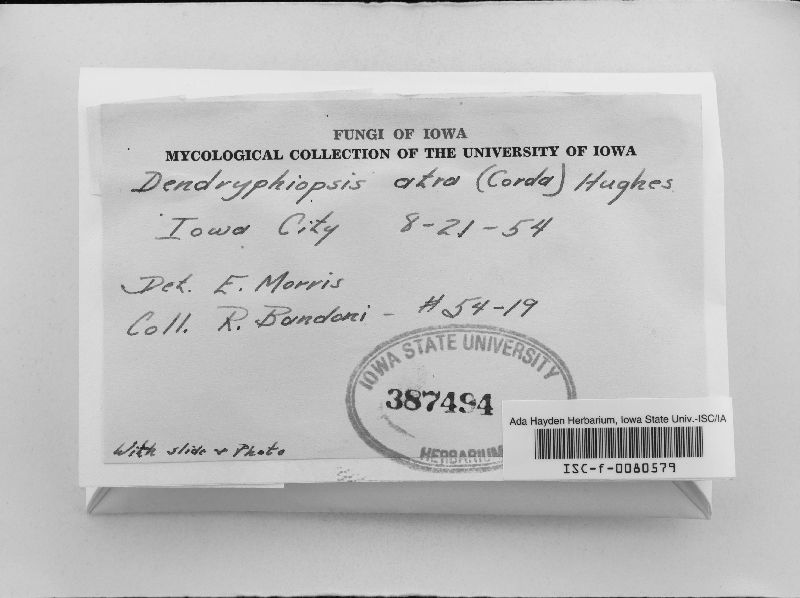 FUNGI OF IOWA
MYCOLOGICAL COLLECTION OF THE UNIVERSITY OF IOWA
Dendryphiopsis atra (Corda) Hughes
Iowa City 8-21-54
Det. E. Morris
Coll. R. Bandoni - #54-19
IOWA STATE UNIVERSITY
387494
HERBARIUM
With slide & Photo
Ada Hayden Herbarium, Iowa State Univ.-ISC/IA
ISC-f-0080579